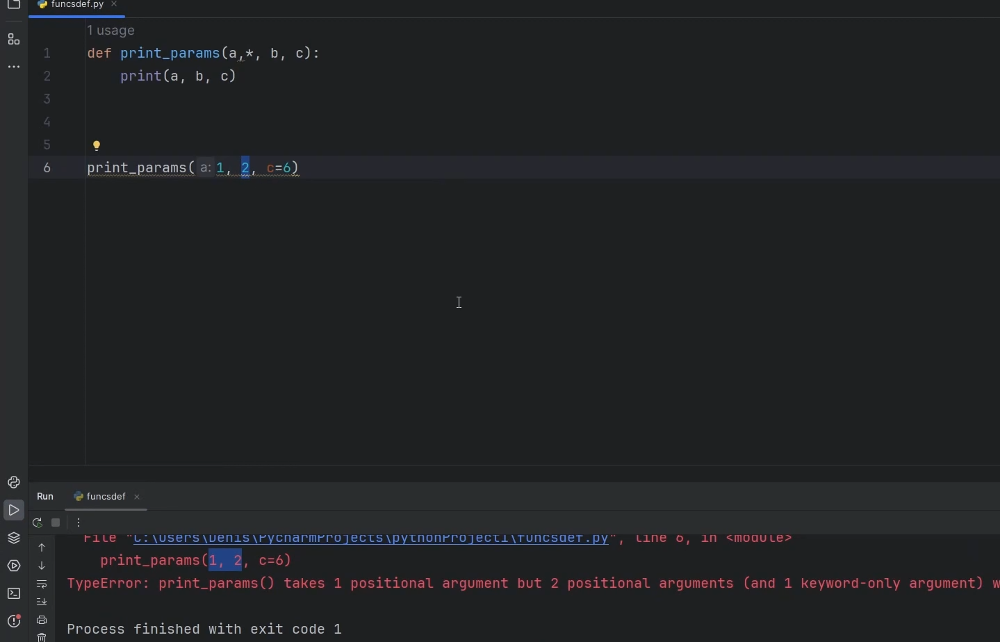 funcsdef.py
1 usage
1 def print_params(a,*, b, c):
2 print(a, b, c)
3
4
5
6 print_params( a: 1, 2, c=6)
Run funcsdef
File "C:\Users\Denis\PycharmProjects\pythonProject1\funcsdef.py", line 6, in <module>
print_params(1, 2, c=6)
TypeError: print_params() takes 1 positional argument but 2 positional arguments (and 1 keyword-only argument) w
Process finished with exit code 1